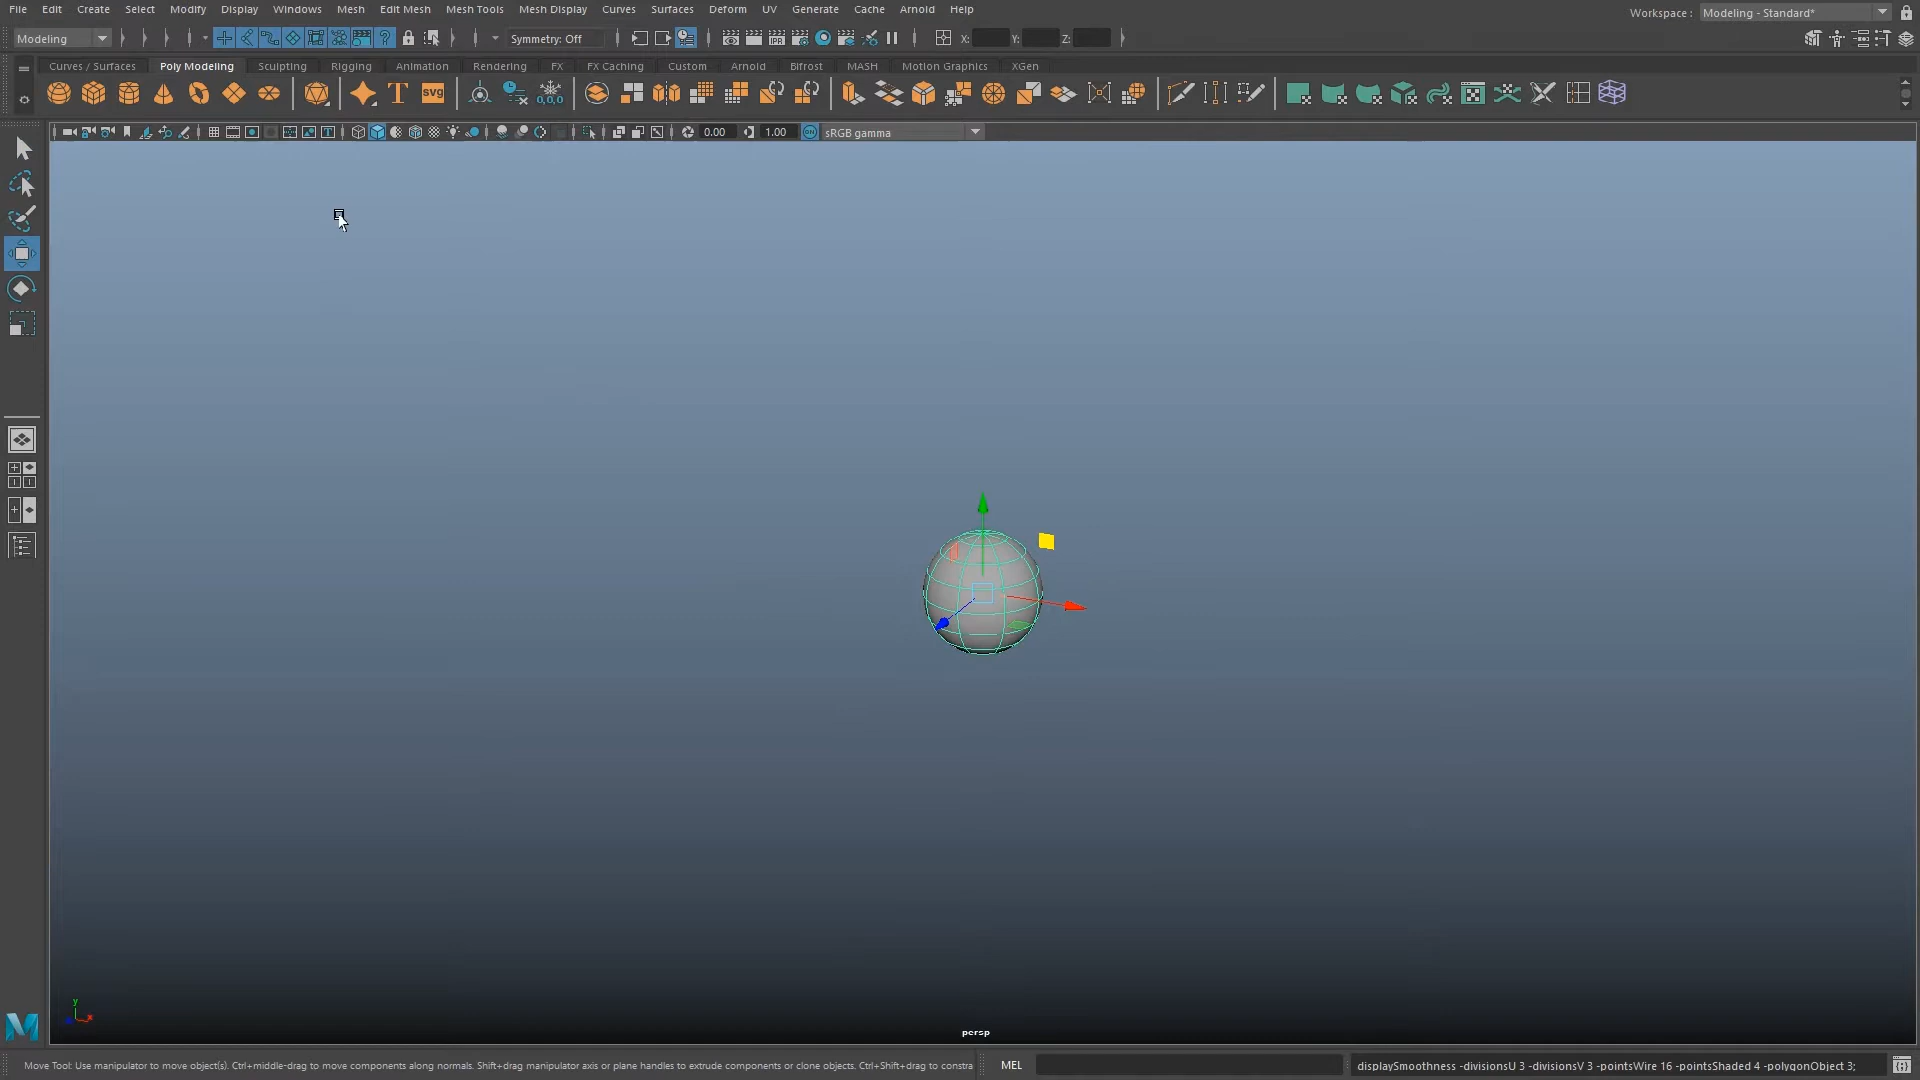 File Edit Create Select Modify Display Windows Mesh Edit Mesh Mesh Tools Mesh Display Curves Surfaces Deform UV Generate Cache Arnold Help
Workspace : Modeling - Standard*
Modeling
Symmetry: Off
X: Y: Z:
Curves / Surfaces Poly Modeling Sculpting Rigging Animation Rendering FX FX Caching Custom Arnold Bifrost MASH Motion Graphics XGen
T svg 0,0,0
0.00 1.00 ON sRGB gamma
y
x
persp
Move Tool: Use manipulator to move object(s). Ctrl+middle-drag to move components along normals. Shift+drag manipulator axis or plane handles to extrude components or clone objects. Ctrl+Shift+drag to constra
MEL
displaySmoothness -divisionsU 3 -divisionsV 3 -pointsWire 16 -pointsShaded 4 -polygonObject 3;